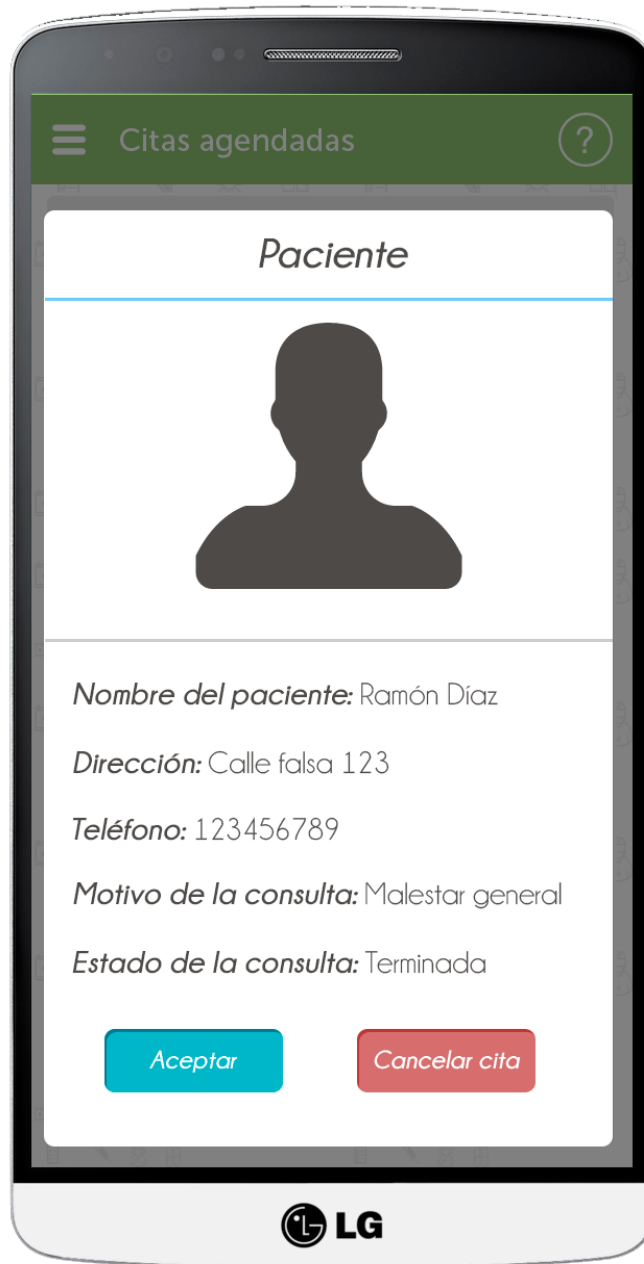 Citas agendadas
?
Paciente
Nombre del paciente: Ramón Díaz
Dirección: Calle falsa 123
Teléfono: 123456789
Motivo de la consulta: Malestar general
Estado de la consulta: Terminada
Aceptar
Cancelar cita
LG